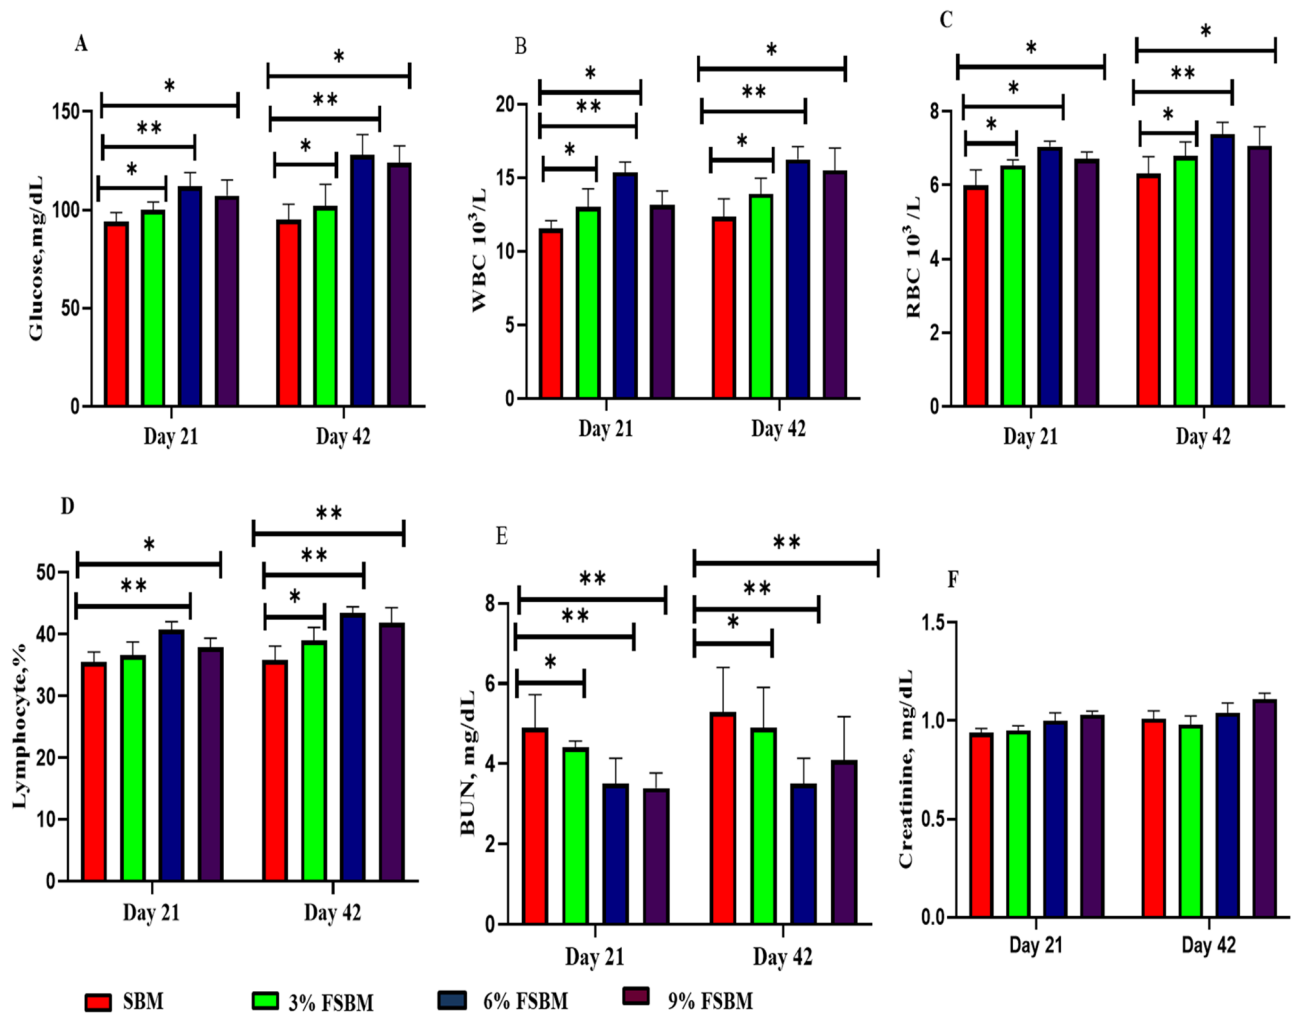 A
*
*
**
*
*
**
*
Glucose,mg/dL
150
100
50
0
Day 21
Day 42
B
*
*
**
*
**
*
WBC 10³/L
20
15
10
5
0
Day 21
Day 42
C
*
*
*
*
**
*
RBC 10³ /L
8
6
4
2
0
Day 21
Day 42
D
*
**
**
**
*
Lymphocyte,%
50
40
30
20
10
0
Day 21
Day 42
E
**
**
*
**
**
*
BUN, mg/dL
8
6
4
2
0
Day 21
Day 42
F
Creatinine, mg/dL
1.5
1.0
0.5
0.0
Day 21
Day 42
SBM
3% FSBM
6% FSBM
9% FSBM